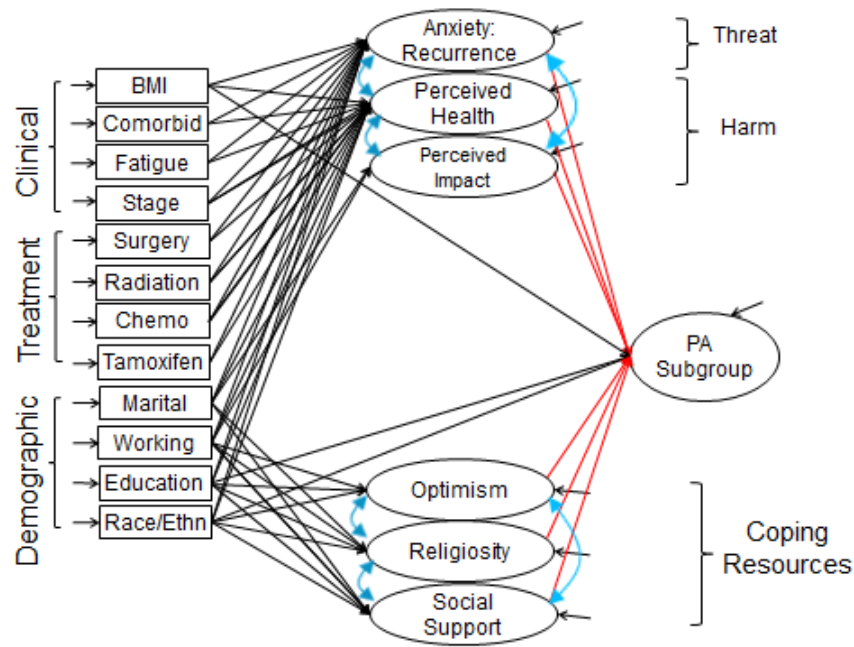 Clinical
BMI
Comorbid
Fatigue
Stage
Treatment
Surgery
Radiation
Chemo
Tamoxifen
Demographic
Marital
Working
Education
Race/Ethn
Anxiety:
Recurrence
Perceived
Health
Perceived
Impact
Optimism
Religiosity
Social
Support
PA
Subgroup
Threat
Harm
Coping
Resources